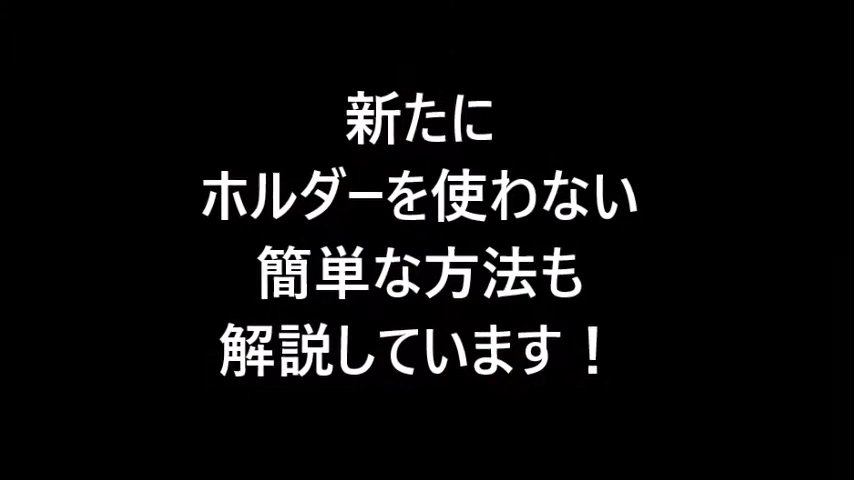 新たに
ホルダーを使わない
簡単な方法も
解説しています！